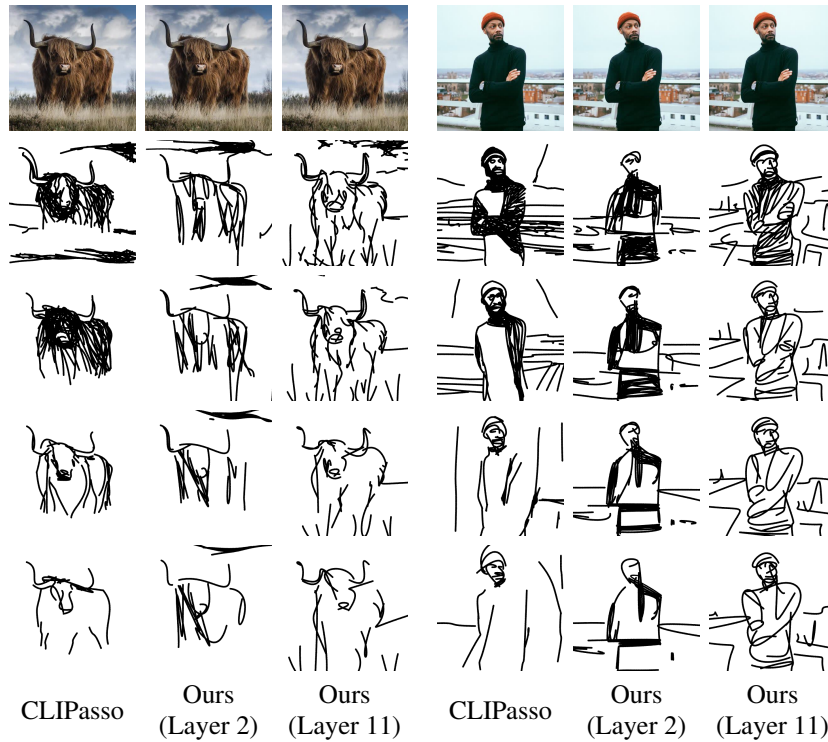 CLIPasso
Ours
(Layer 2)
Ours
(Layer 11)
CLIPasso
Ours
(Layer 2)
Ours
(Layer 11)